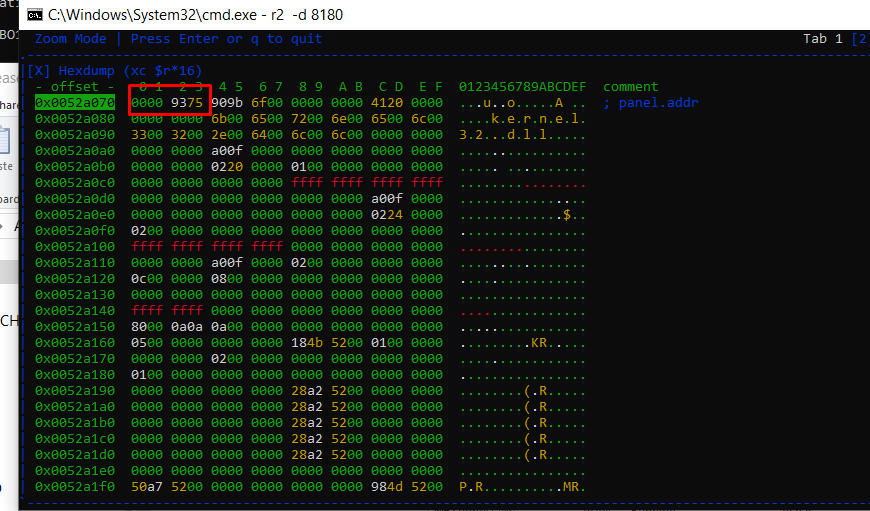 C:\Windows\System32\cmd.exe - r2 -d 8180
Zoom Mode | Press Enter or q to quit
Tab 1 [2
[X] Hexdump (xc $r*16)
- offset - 0 1 2 3 4 5 6 7 8 9 A B C D E F 0123456789ABCDEF comment
0x0052a070 0000 9375 909b 6f00 0000 0000 4120 0000 ...u..o.....A .. ; panel.addr
0x0052a080 0000 0000 6b00 6500 7200 6e00 6500 6c00 ....k.e.r.n.e.l.
0x0052a090 3300 3200 2e00 6400 6c00 6c00 0000 0000 3.2...d.l.l.....
0x0052a0a0 0000 0000 a00f 0000 0000 0000 0000 0000 ................
0x0052a0b0 0000 0000 0220 0000 0100 0000 0000 0000 ..... ..........
0x0052a0c0 0000 0000 0000 0000 ffff ffff ffff ffff ................
0x0052a0d0 0000 0000 0000 0000 0000 0000 a00f 0000 ................
0x0052a0e0 0000 0000 0000 0000 0000 0000 0224 0000 .............$..
0x0052a0f0 0200 0000 0000 0000 0000 0000 0000 0000 ................
0x0052a100 ffff ffff ffff ffff 0000 0000 0000 0000 ................
0x0052a110 0000 0000 a00f 0000 0200 0000 0000 0000 ................
0x0052a120 0c00 0000 0800 0000 0000 0000 0000 0000 ................
0x0052a130 0000 0000 0000 0000 0000 0000 0000 0000 ................
0x0052a140 ffff ffff 0000 0000 0000 0000 0000 0000 ................
0x0052a150 8000 0a0a 0a00 0000 0000 0000 0000 0000 ................
0x0052a160 0500 0000 0000 0000 184b 5200 0100 0000 .........KR.....
0x0052a170 0000 0000 0200 0000 0000 0000 0000 0000 ................
0x0052a180 0100 0000 0000 0000 0000 0000 0000 0000 ................
0x0052a190 0000 0000 0000 0000 28a2 5200 0000 0000 ........(.R.....
0x0052a1a0 0000 0000 0000 0000 28a2 5200 0000 0000 ........(.R.....
0x0052a1b0 0000 0000 0000 0000 28a2 5200 0000 0000 ........(.R.....
0x0052a1c0 0000 0000 0000 0000 28a2 5200 0000 0000 ........(.R.....
0x0052a1d0 0000 0000 0000 0000 28a2 5200 0000 0000 ........(.R.....
0x0052a1e0 0000 0000 0000 0000 0000 0000 0000 0000 ................
0x0052a1f0 50a7 5200 0000 0000 0000 0000 984d 5200 P.R..........MR.